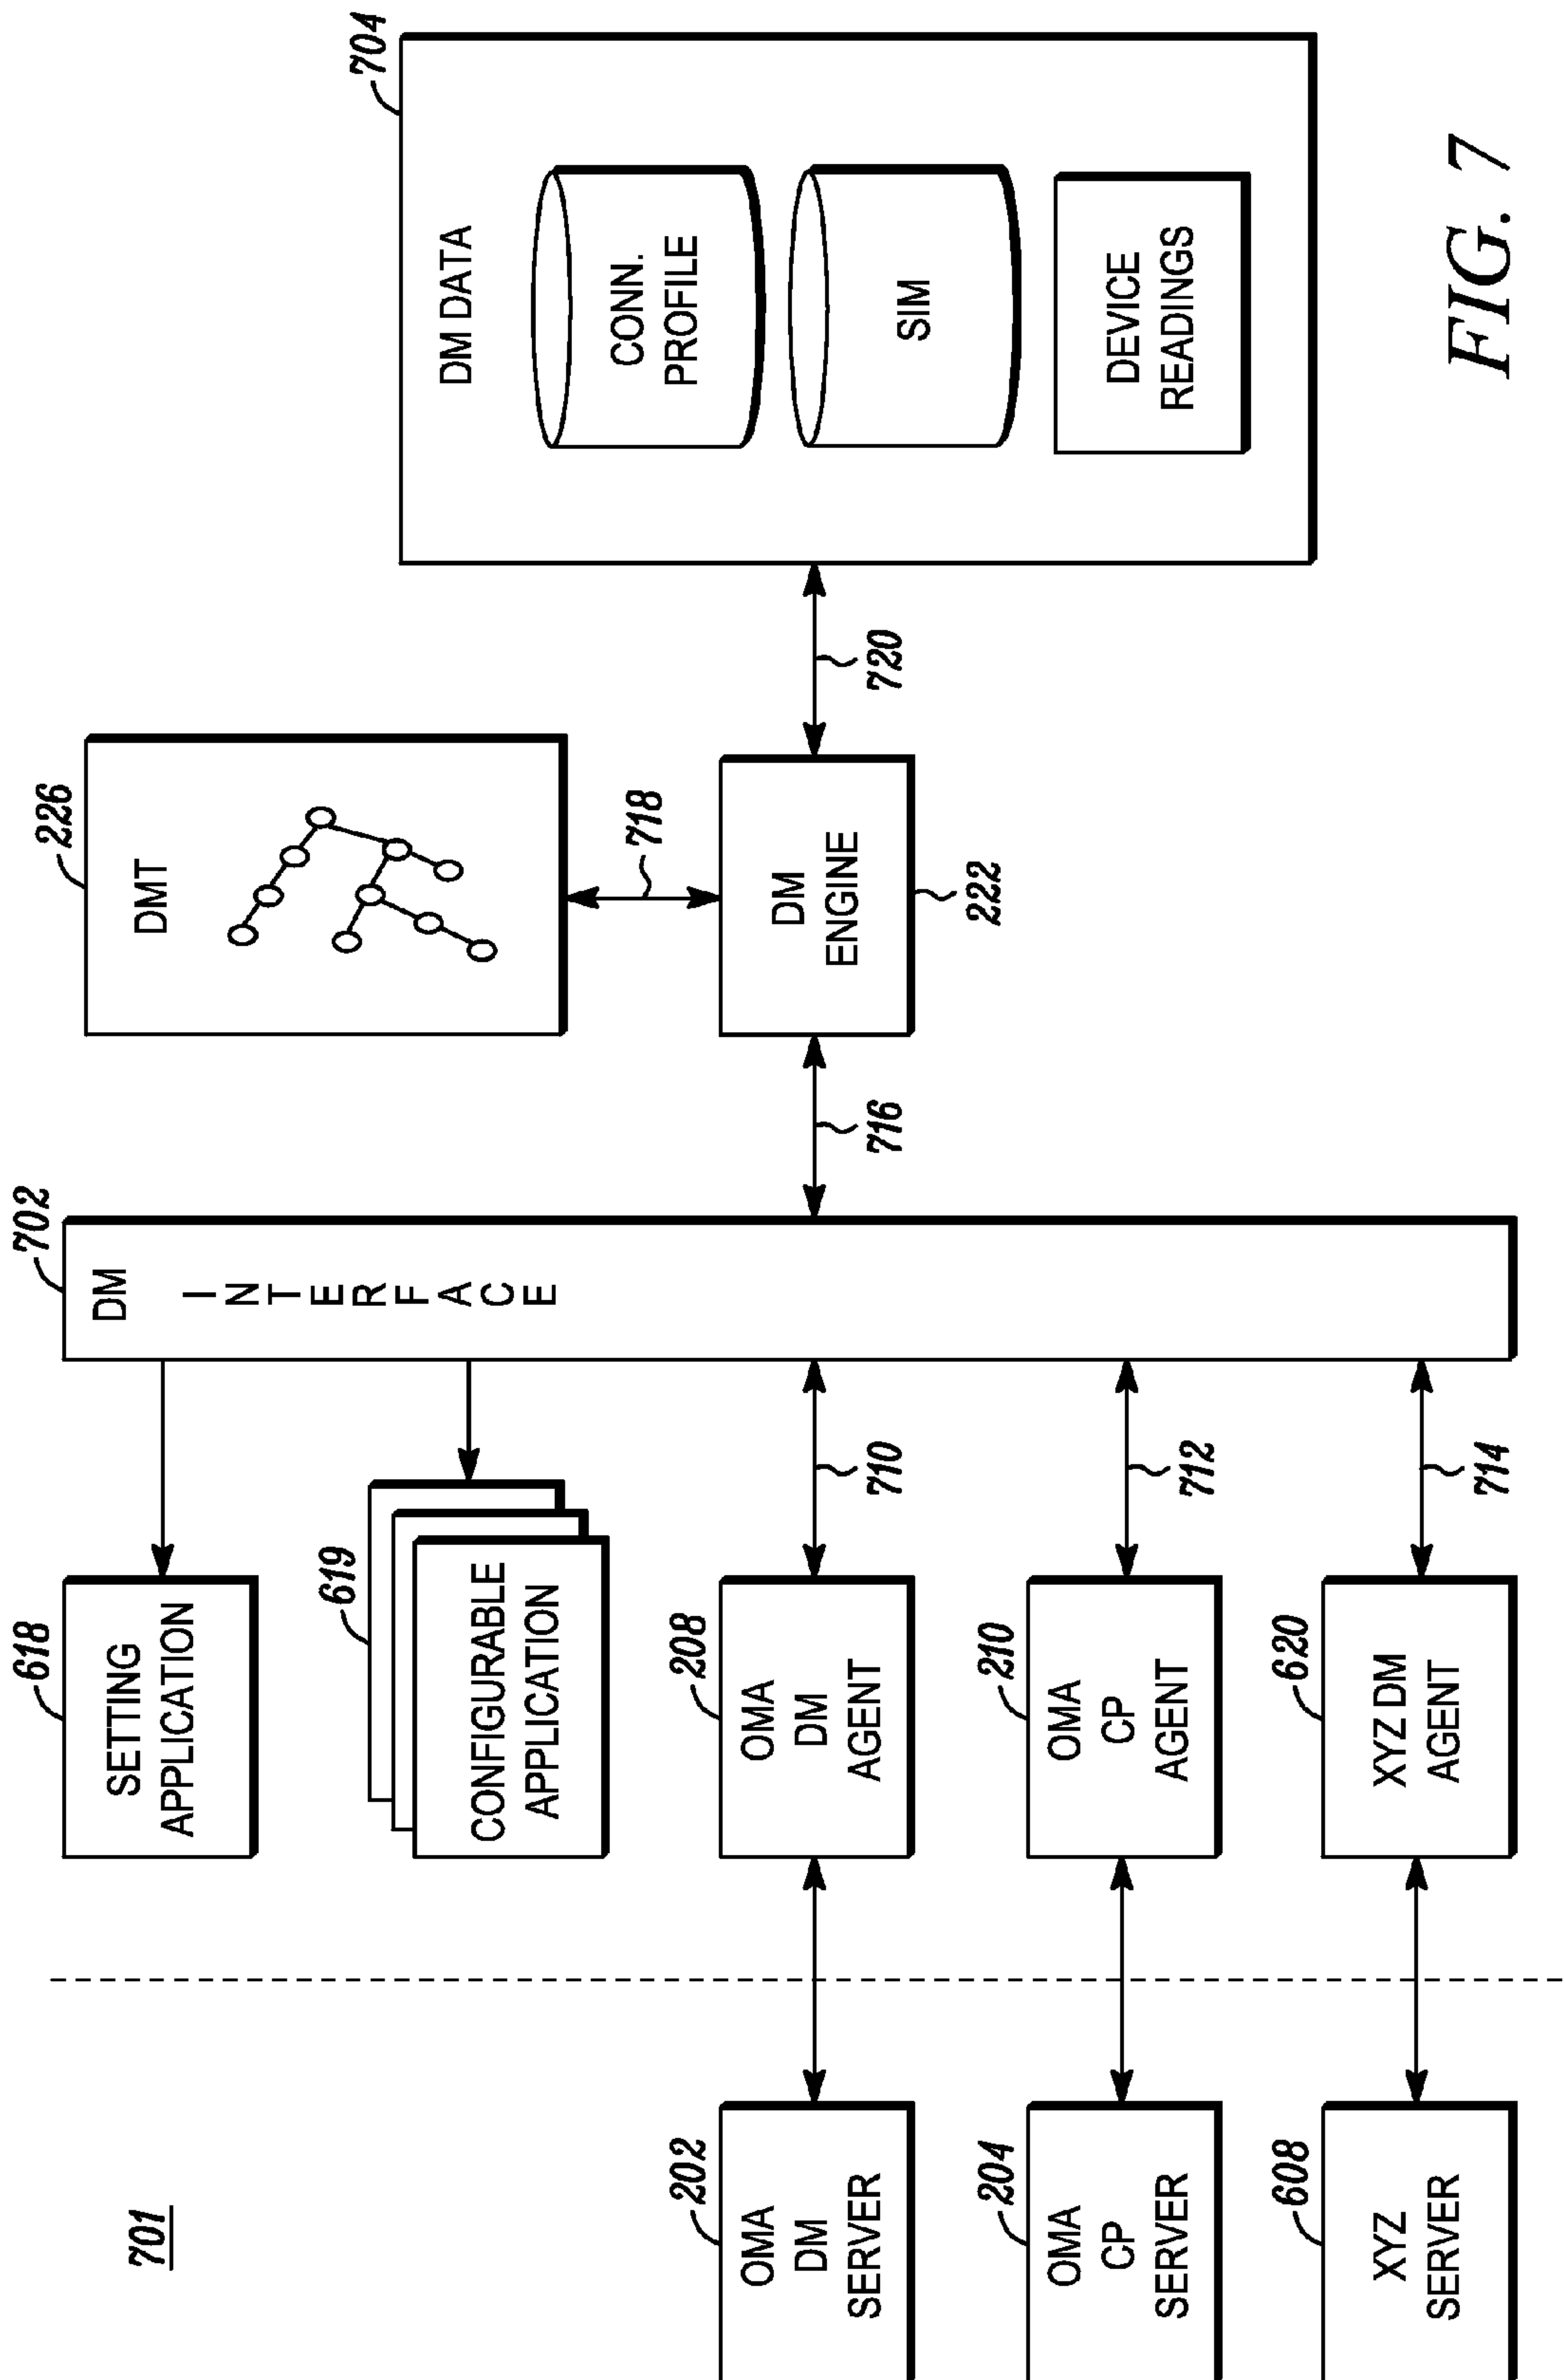 701
618
SETTING
APPLICATION
619
CONFIGURABLE
APPLICATION
202
OMA
DM
SERVER
208
OMA
DM
AGENT
710
204
OMA
CP
SERVER
210
OMA
CP
AGENT
712
608
XYZ
SERVER
620
XYZ DM
AGENT
714
702
DM
I
N
T
E
R
F
A
C
E
716
226
DMT
718
DM
ENGINE
222
720
704
DM DATA
CONN.
PROFILE
SIM
DEVICE
READINGS
FIG. 7